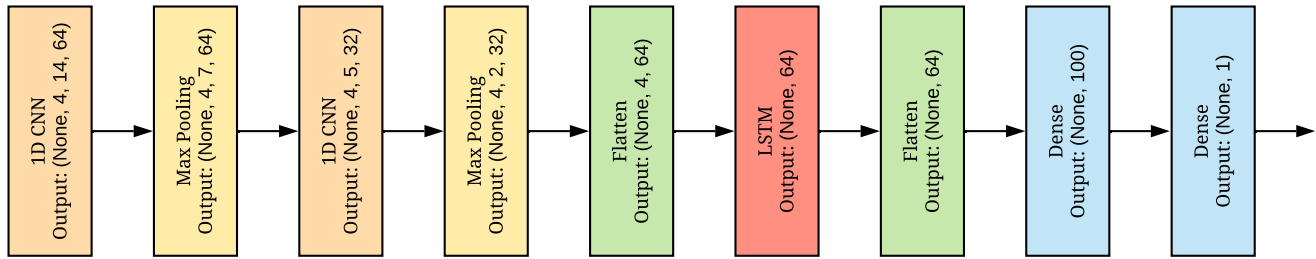 1D CNN
Output: (None, 4, 14, 64)
Max Pooling
Output: (None, 4, 7, 64)
1D CNN
Output: (None, 4, 5, 32)
Max Pooling
Output: (None, 4, 2, 32)
Flatten
Output: (None, 4, 64)
LSTM
Output: (None, 64)
Flatten
Output: (None, 64)
Dense
Output: (None, 100)
Dense
Output: (None, 1)